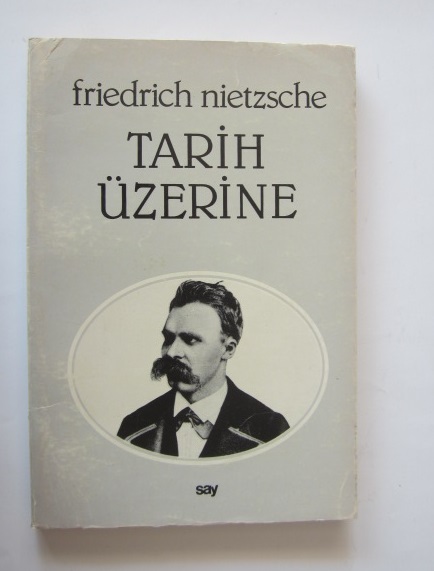 friedrich nietzsche
TARİH
ÜZERİNE
say